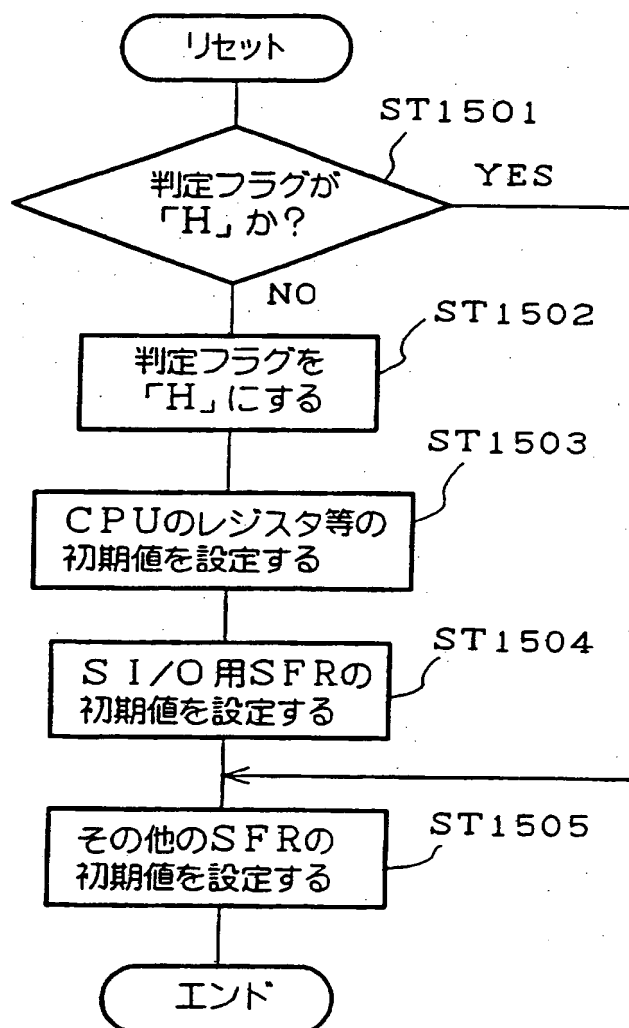 リセット
ST1501
判定フラグが
「H」か?
YES
NO
ST1502
判定フラグを
「H」にする
ST1503
CPUのレジスタ等の
初期値を設定する
ST1504
SI/O用SFRの
初期値を設定する
ST1505
その他のSFRの
初期値を設定する
エンド